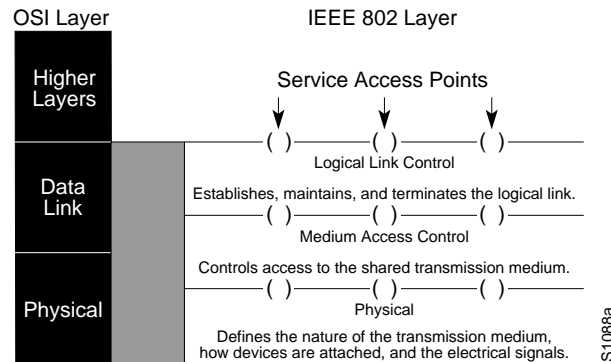 OSI Layer
IEEE 802 Layer
Higher
Layers
Service Access Points
( ) ( ) ( )
Logical Link Control
Data
Link
Establishes, maintains, and terminates the logical link.
( ) ( ) ( )
Medium Access Control
Controls access to the shared transmission medium.
( ) ( ) ( )
Physical
Physical
Defines the nature of the transmission medium,
how devices are attached, and the electrical signals.
S1088a